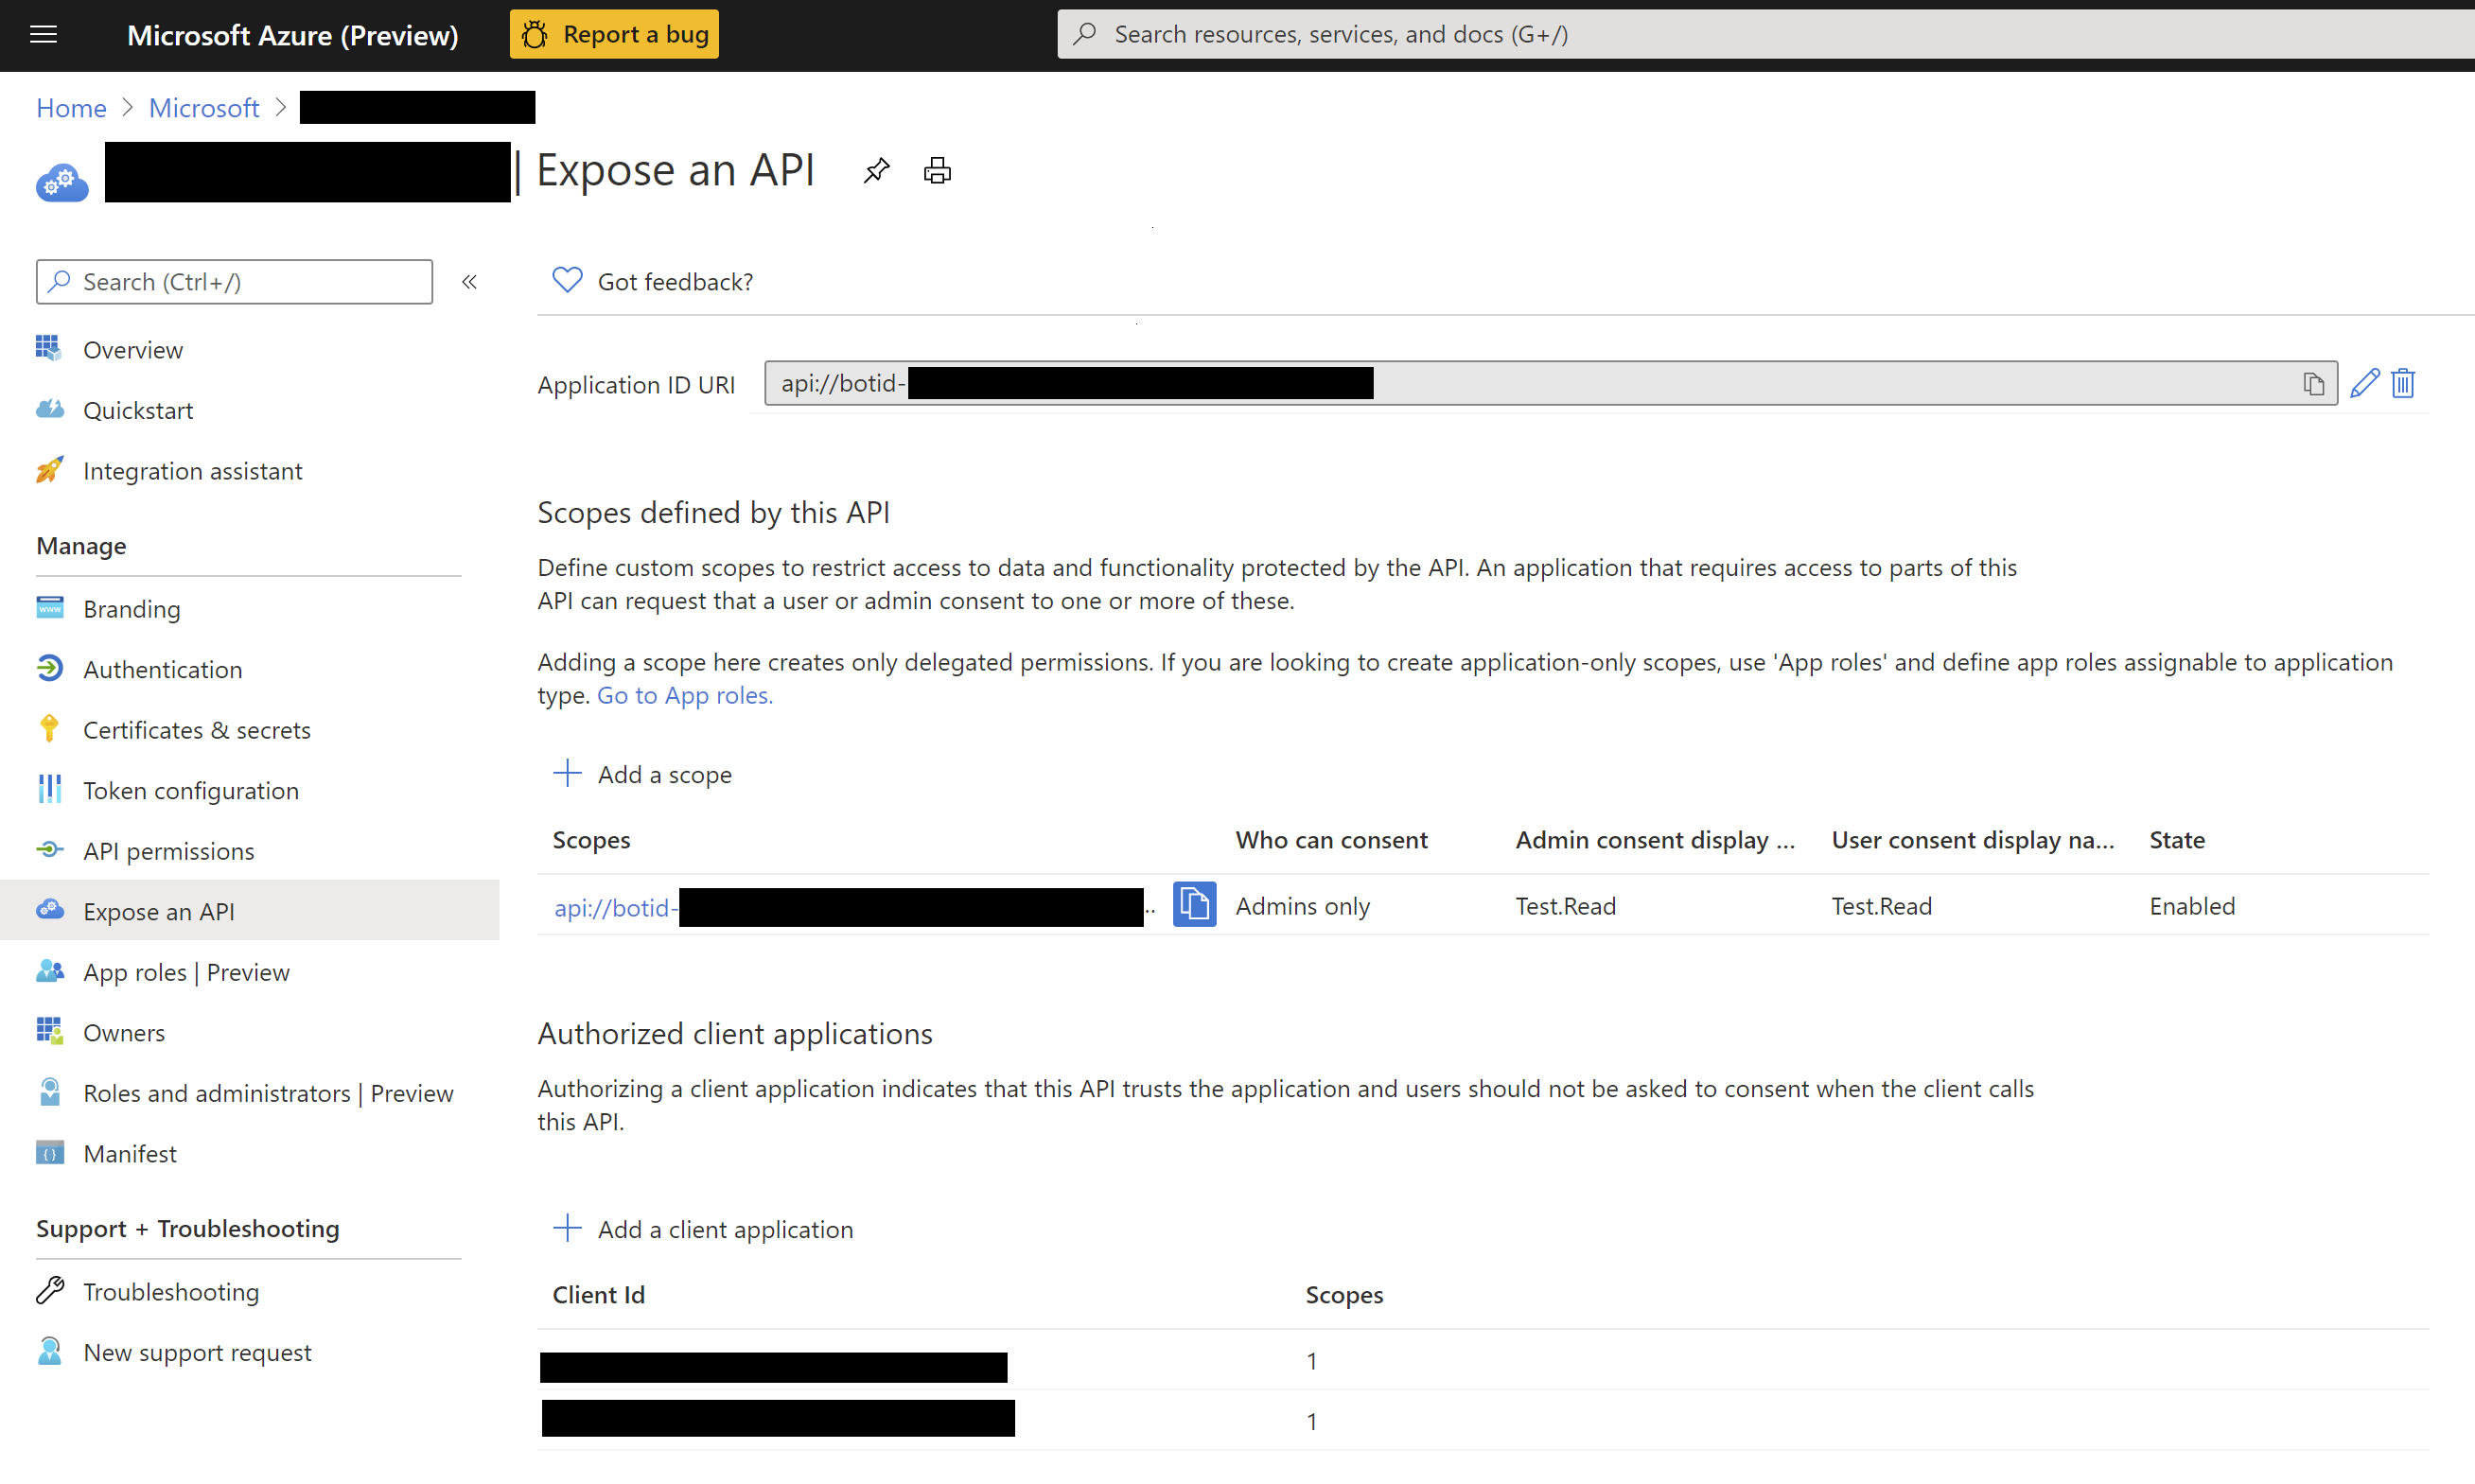 Microsoft Azure (Preview)
Report a bug
Search resources, services, and docs (G+/)
Home > Microsoft >
| Expose an API
Search (Ctrl+/)
«
Got feedback?
Overview
Quickstart
Integration assistant
Manage
Branding
Authentication
Certificates & secrets
Token configuration
API permissions
Expose an API
App roles | Preview
Owners
Roles and administrators | Preview
Manifest
Support + Troubleshooting
Troubleshooting
New support request
Application ID URI
api://botid-
Scopes defined by this API
Define custom scopes to restrict access to data and functionality protected by the API. An application that requires access to parts of this
API can request that a user or admin consent to one or more of these.
Adding a scope here creates only delegated permissions. If you are looking to create application-only scopes, use 'App roles' and define app roles assignable to application
type. Go to App roles.
Add a scope
Scopes Who can consent Admin consent display ... User consent display na... State
api://botid- .. Admins only Test.Read Test.Read Enabled
Authorized client applications
Authorizing a client application indicates that this API trusts the application and users should not be asked to consent when the client calls
this API.
Add a client application
Client Id Scopes
1
1